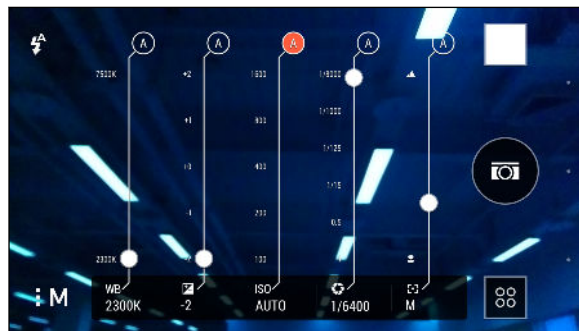 A
A A A A A
7500K +2 1600 1/8000
+1 800 1/1000
+0 400 1/125
-1 200 1/15
0.5
2300K -2 100
M
WB ISO
2300K -2 AUTO 1/6400 M